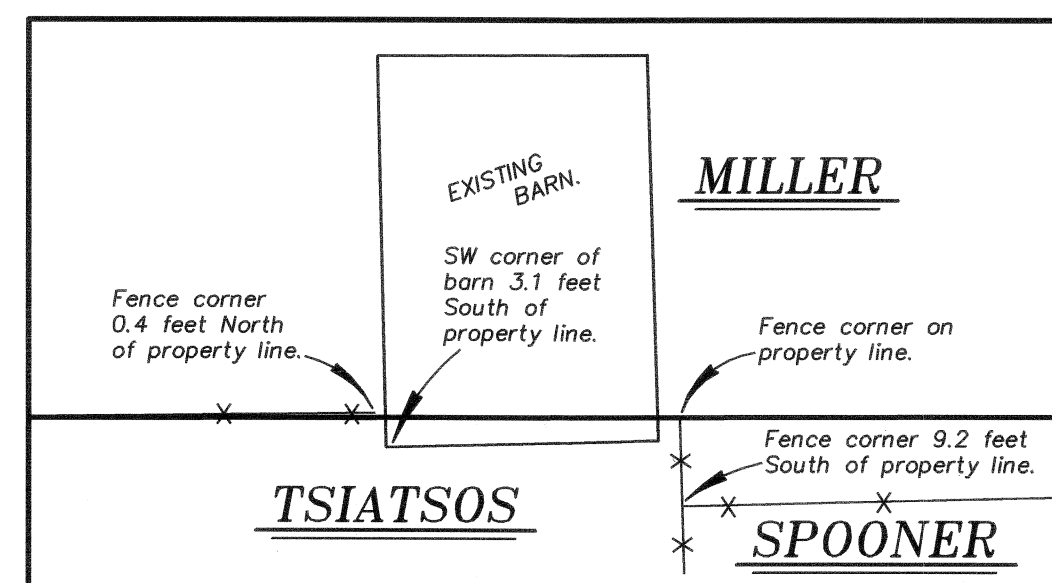 EXISTING
BARN.
MILLER
SW corner of
barn 3.1 feet
South of
property line.
Fence corner
0.4 feet North
of property line.
Fence corner on
property line.
Fence corner 9.2 feet
South of property line.
TSIATSOS
SPOONER